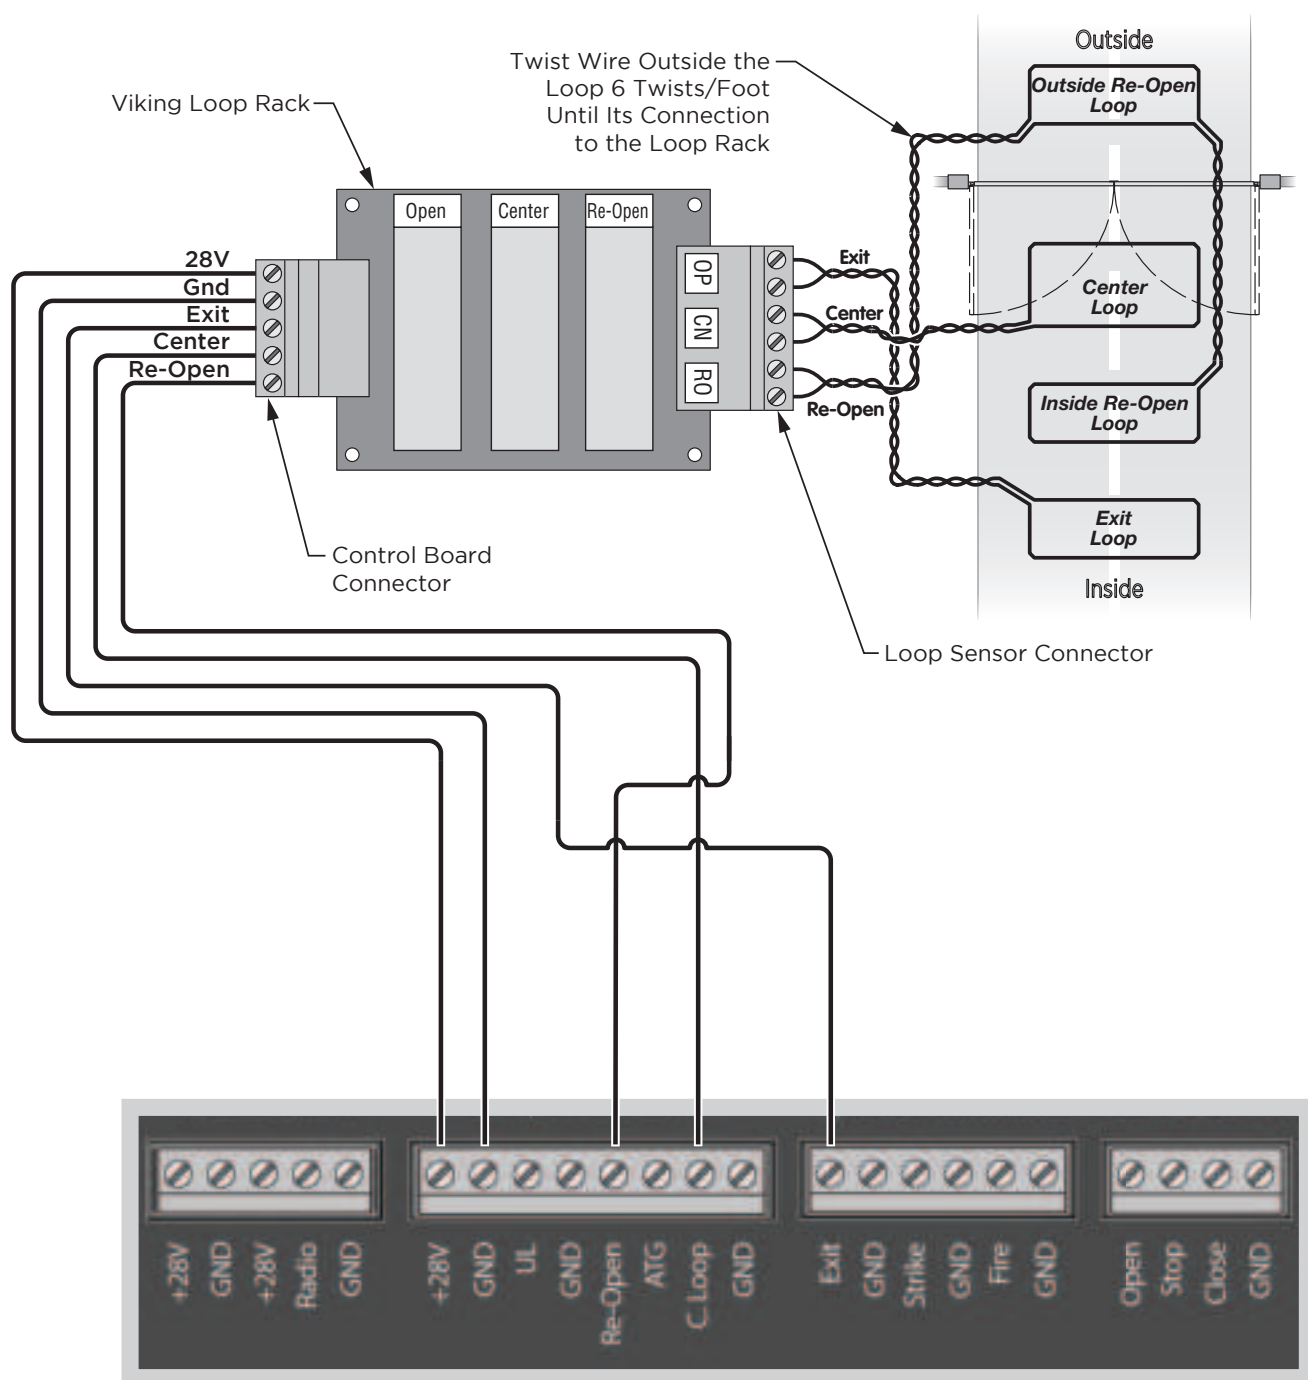 Outside
Twist Wire Outside the
Loop 6 Twists/Foot
Until Its Connection
to the Loop Rack
Outside Re-Open
Loop
Viking Loop Rack
Open
Center
Re-Open
28V
Gnd
Exit
Center
Re-Open
OP
CN
RO
Exit
Center
Re-Open
Center
Loop
Inside Re-Open
Loop
Exit
Loop
Inside
Control Board
Connector
Loop Sensor Connector
+28V
GND
+28V
Radio
GND
+28V
GND
UL
GND
Re-Open
ATG
C.Loop
GND
Exit
GND
Strike
GND
Fire
GND
Open
Stop
Close
GND